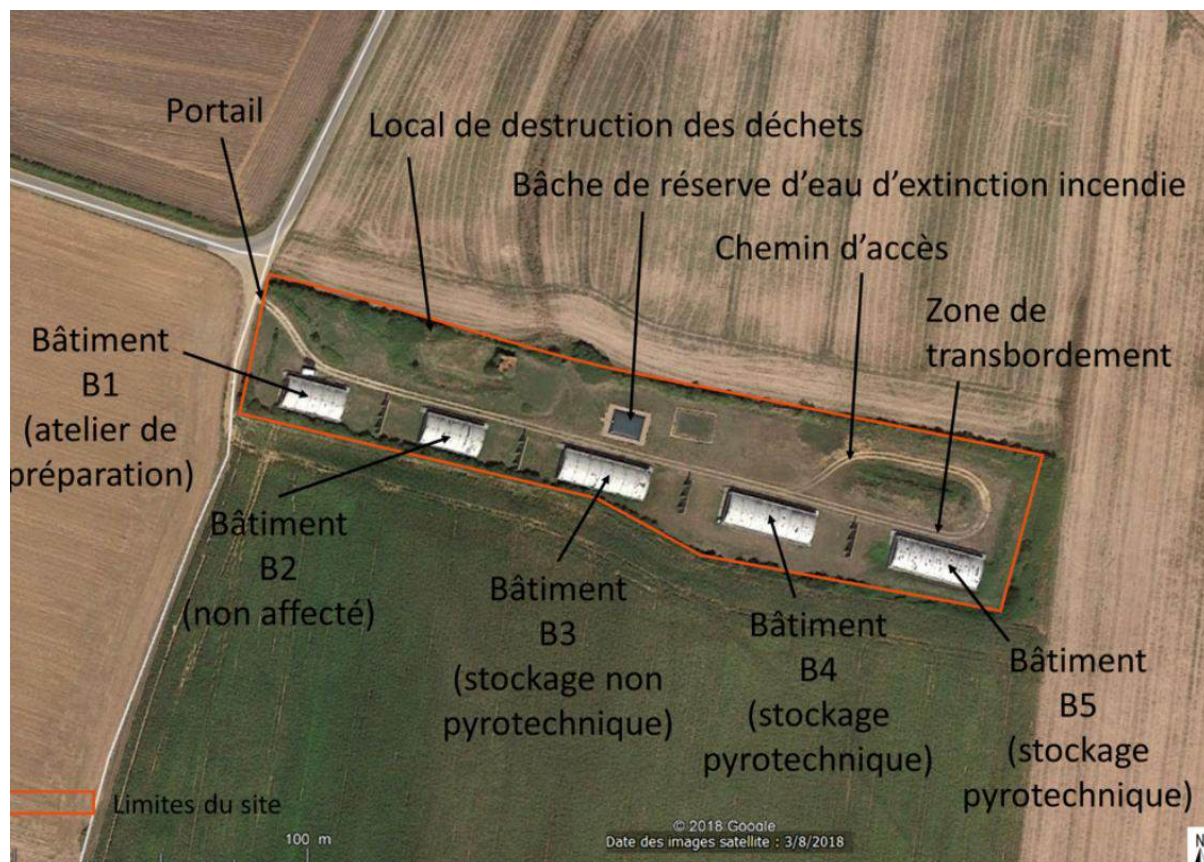 Portail
Local de destruction des déchets
Bâche de réserve d'eau d'extinction incendie
Chemin d'accès
Zone de
transbordement
Bâtiment
B1
(atelier de
préparation)
Bâtiment
B2
(non affecté)
Bâtiment
B3
(stockage non
pyrotechnique)
Bâtiment
B4
(stockage
pyrotechnique)
Bâtiment
B5
(stockage
pyrotechnique)
Limites du site
100 m
© 2018 Google
Date des images satellite : 3/8/2018
N